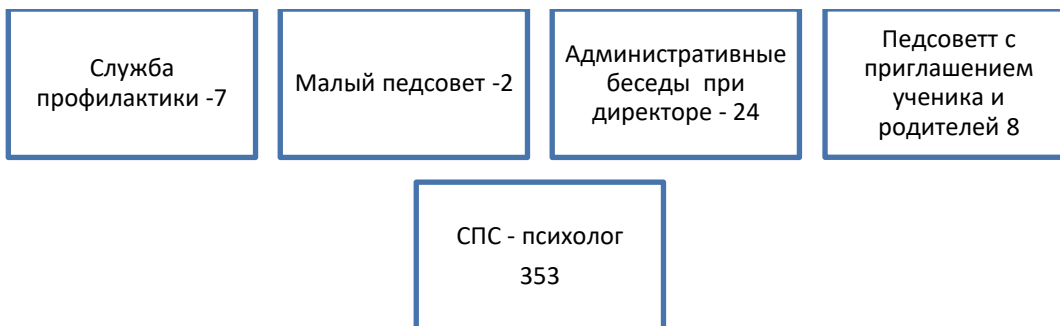 Служба
профилактики -7
Малый педсовет -2
Административные
беседы при
директоре - 24
Педсоветт с
приглашением
ученика и
родителей 8
СПС - психолог
353